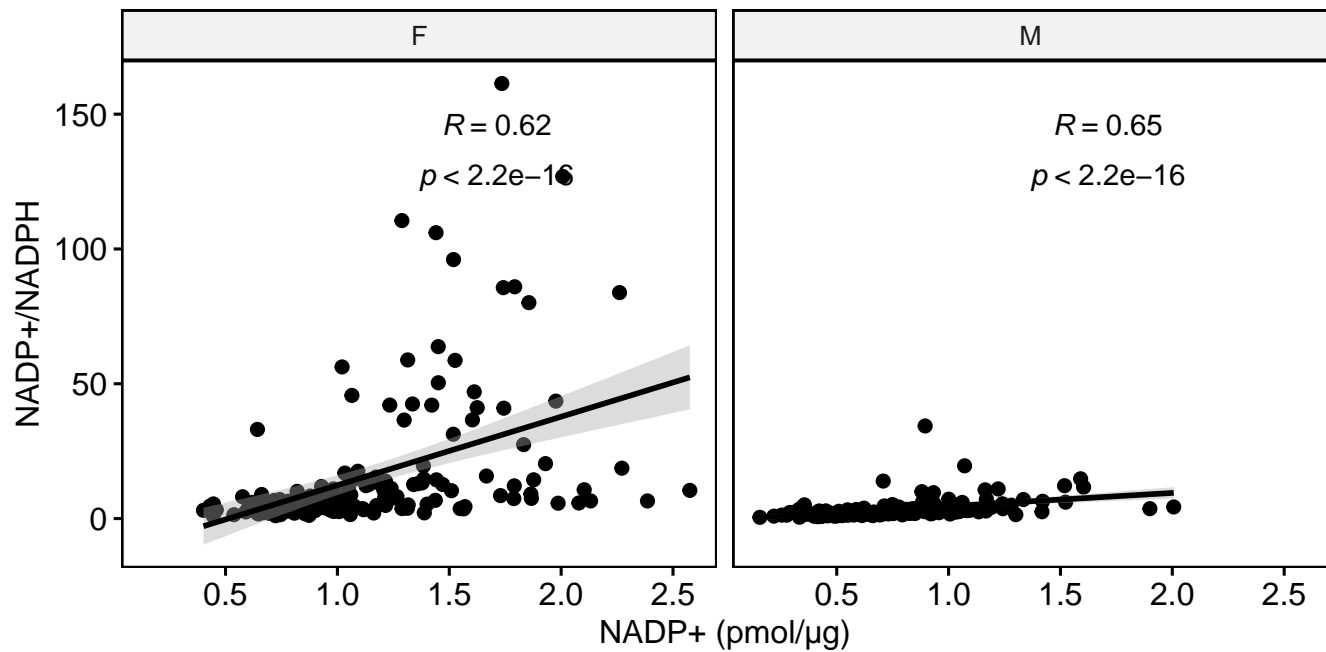 F
M
NADP+/NADPH
150
100
50
0
R = 0.62
p < 2.2e−16
R = 0.65
p < 2.2e−16
0.5 1.0 1.5 2.0 2.5
0.5 1.0 1.5 2.0 2.5
NADP+ (pmol/µg)